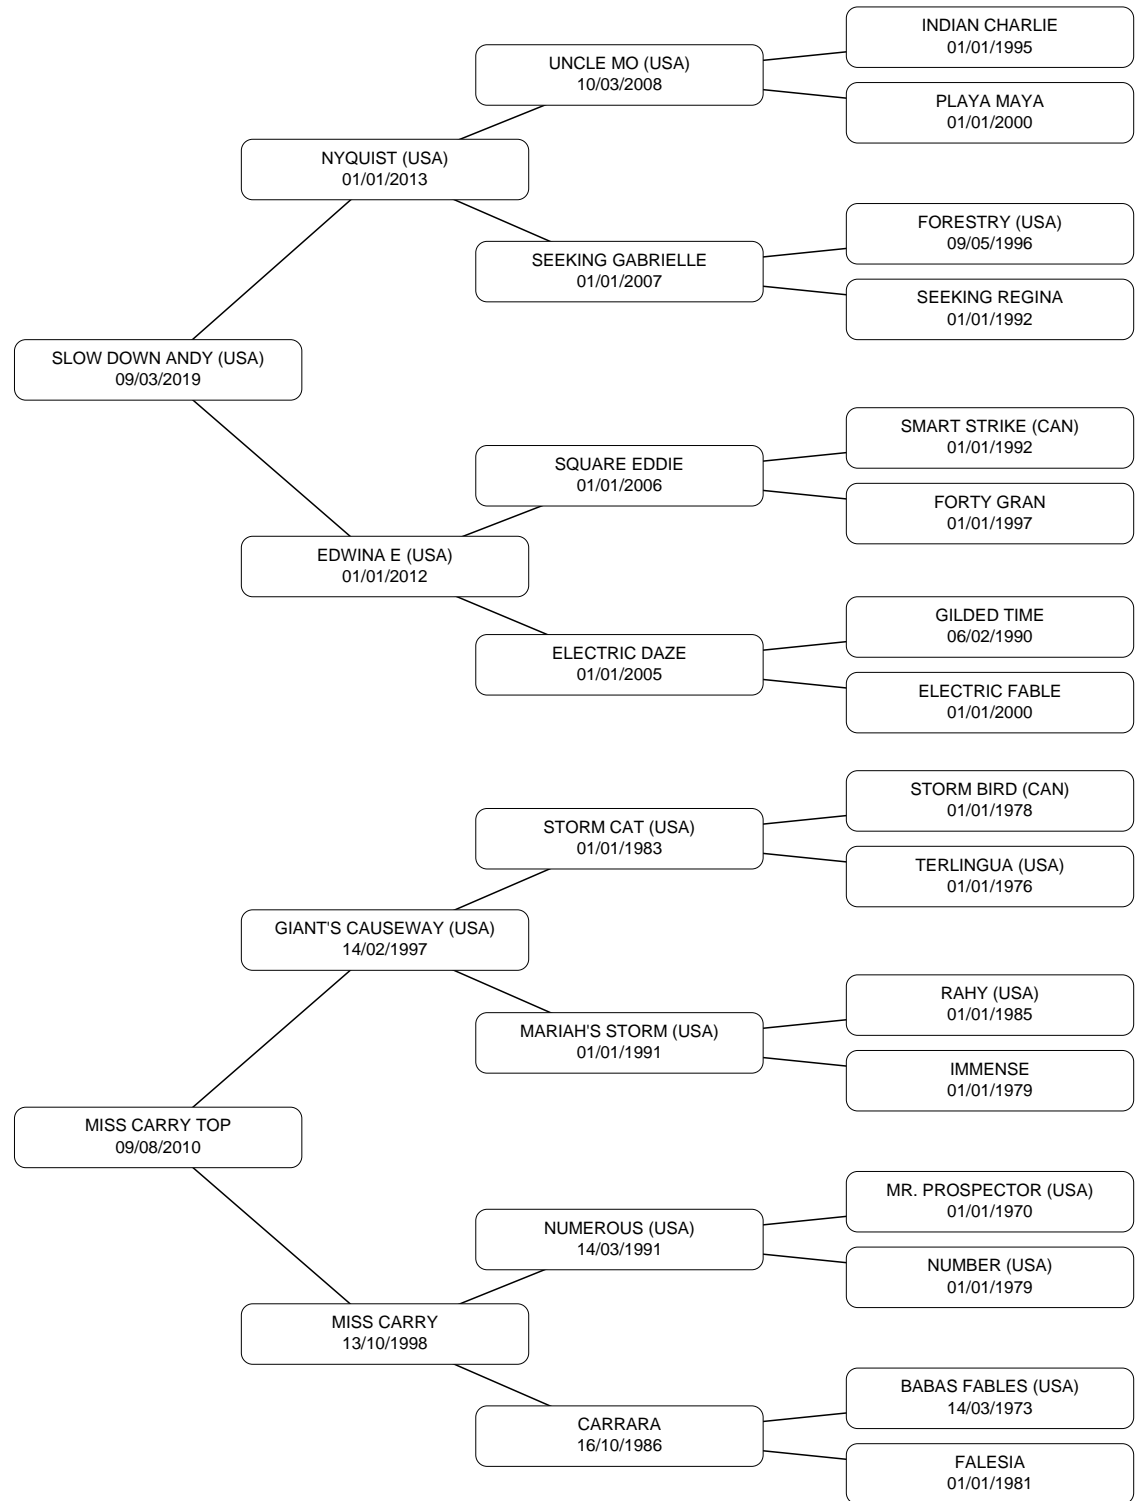 INDIAN CHARLIE
01/01/1995
UNCLE MO (USA)
10/03/2008
PLAYA MAYA
01/01/2000
NYQUIST (USA)
01/01/2013
FORESTRY (USA)
09/05/1996
SEEKING GABRIELLE
01/01/2007
SEEKING REGINA
01/01/1992
SLOW DOWN ANDY (USA)
09/03/2019
SMART STRIKE (CAN)
01/01/1992
SQUARE EDDIE
01/01/2006
FORTY GRAN
01/01/1997
EDWINA E (USA)
01/01/2012
GILDED TIME
06/02/1990
ELECTRIC DAZE
01/01/2005
ELECTRIC FABLE
01/01/2000
STORM BIRD (CAN)
01/01/1978
STORM CAT (USA)
01/01/1983
TERLINGUA (USA)
01/01/1976
GIANT'S CAUSEWAY (USA)
14/02/1997
RAHY (USA)
01/01/1985
MARIAH'S STORM (USA)
01/01/1991
IMMENSE
01/01/1979
MISS CARRY TOP
09/08/2010
MR. PROSPECTOR (USA)
01/01/1970
NUMEROUS (USA)
14/03/1991
NUMBER (USA)
01/01/1979
MISS CARRY
13/10/1998
BABAS FABLES (USA)
14/03/1973
CARRARA
16/10/1986
FALESIA
01/01/1981